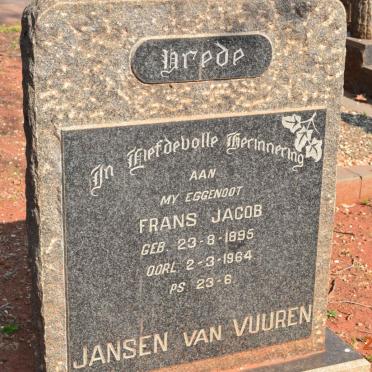 Vrede
In Liefdevolle Herinnering
AAN
MY EGGENOOT
FRANS JACOB
GEB. 23-8-1895
OORL. 2-3-1964
PS 23-6
JANSEN VAN VUUREN